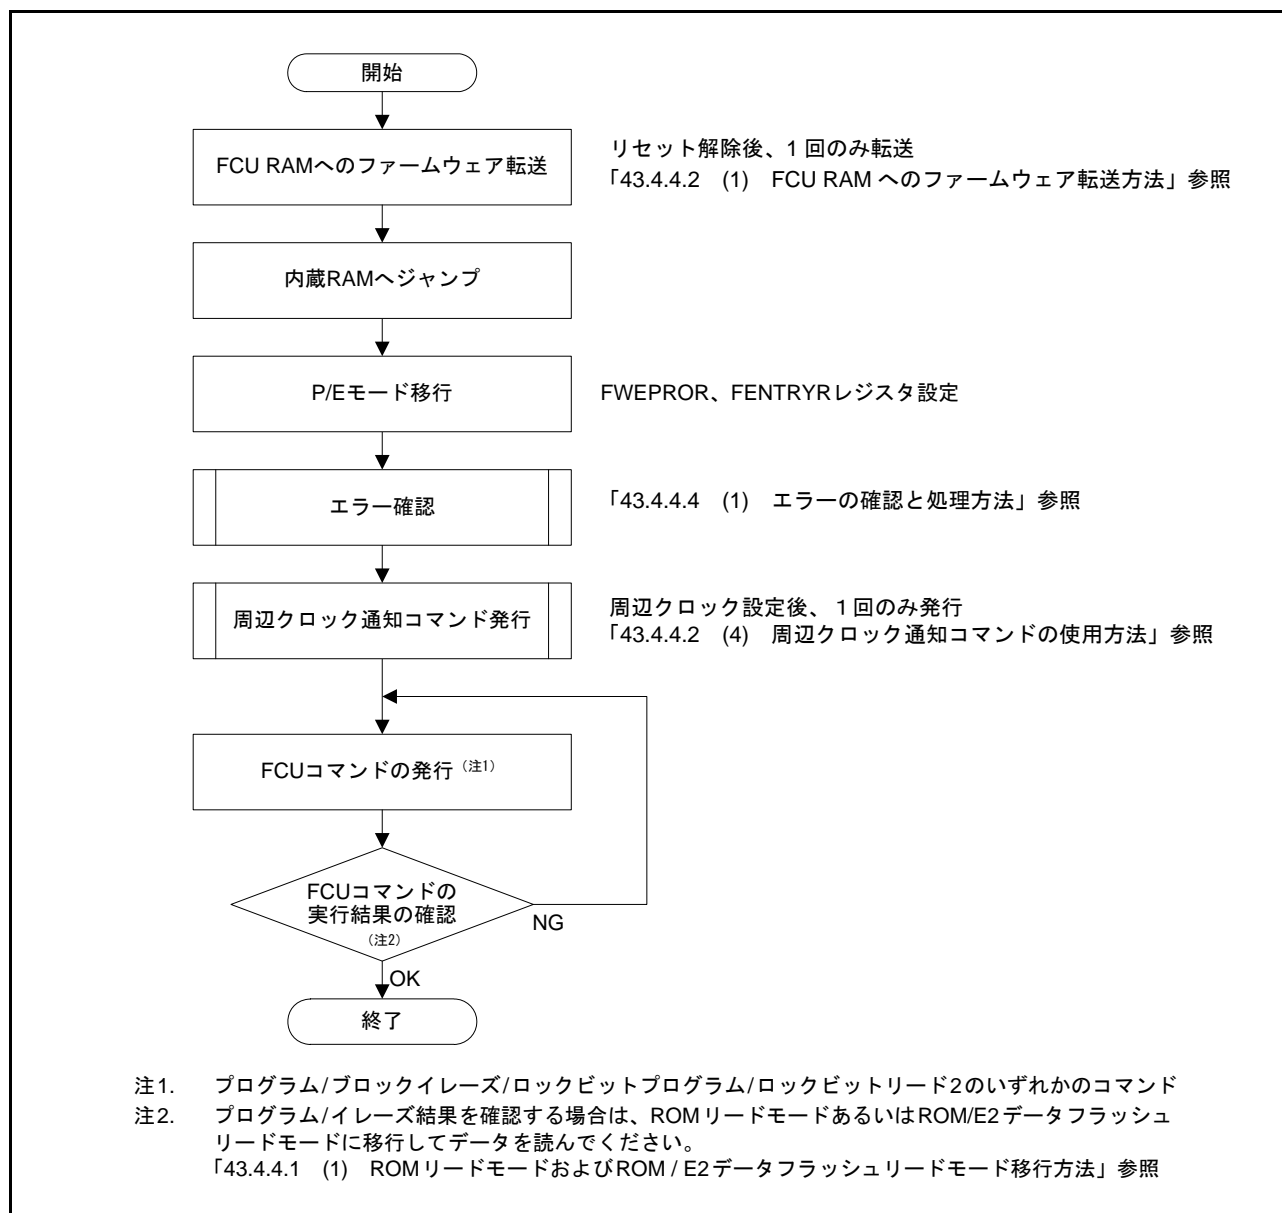 開始
FCU RAMへのファームウェア転送
リセット解除後、1 回のみ転送
「43.4.4.2 (1) FCU RAM へのファームウェア転送方法」参照
内蔵RAMへジャンプ
P/Eモード移行
FWEPROR、FENTRYRレジスタ設定
エラー確認
「43.4.4.4 (1) エラーの確認と処理方法」参照
周辺クロック通知コマンド発行
周辺クロック設定後、1回のみ発行
「43.4.4.2 (4) 周辺クロック通知コマンドの使用方法」参照
FCUコマンドの発行（注1）
FCUコマンドの
実行結果の確認
（注2）
NG
OK
終了
注1. プログラム/ブロックイレーズ/ロックビットプログラム/ロックビットリード2のいずれかのコマンド
注2. プログラム/イレーズ結果を確認する場合は、ROMリードモードあるいはROM/E2データフラッシュ
リードモードに移行してデータを読んでください。
「43.4.4.1 (1) ROMリードモードおよびROM / E2データフラッシュリードモード移行方法」参照